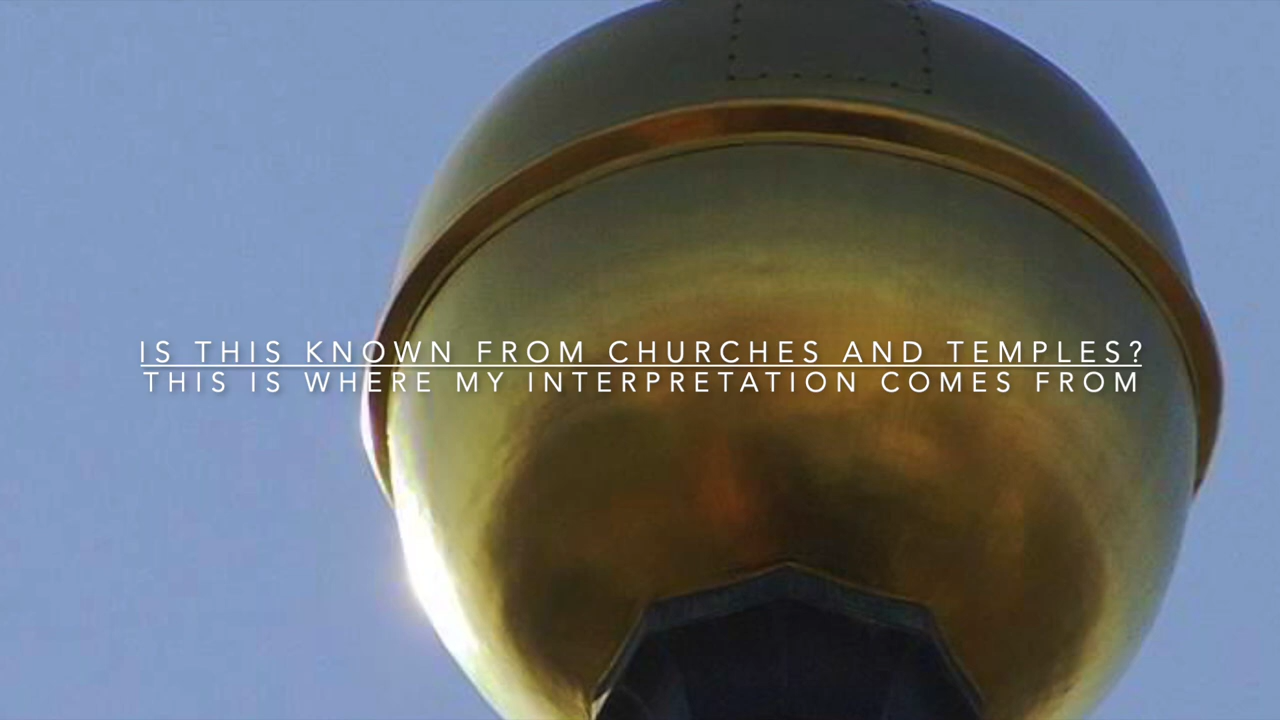 IS THIS KNOWN FROM CHURCHES AND TEMPLES?
THIS IS WHERE MY INTERPRETATION COMES FROM